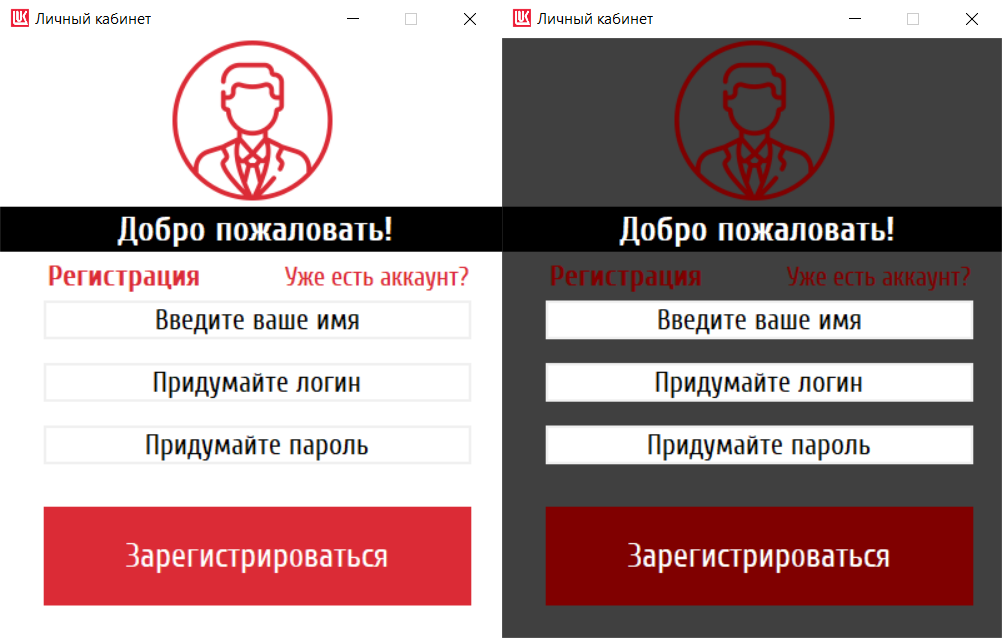 Личный кабинет
Добро пожаловать!
Регистрация Уже есть аккаунт?
Введите ваше имя
Придумайте логин
Придумайте пароль
Зарегистрироваться
Личный кабинет
Добро пожаловать!
Регистрация Уже есть аккаунт?
Введите ваше имя
Придумайте логин
Придумайте пароль
Зарегистрироваться